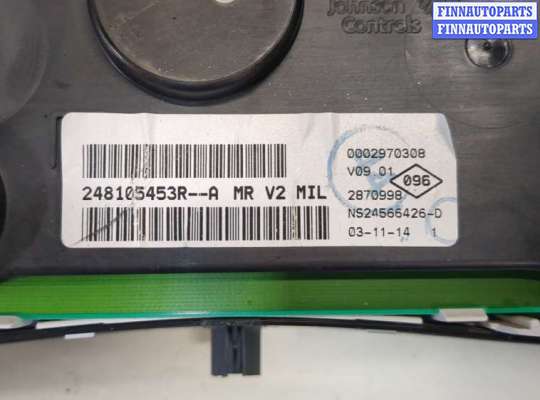 Johnson
Controls
FINNAUTOPARTS
FINNAUTOPARTS
248105453R--A MR V2 MIL
0002970308
V09.01
096
2870998
NS24566426-D
03-11-14 1